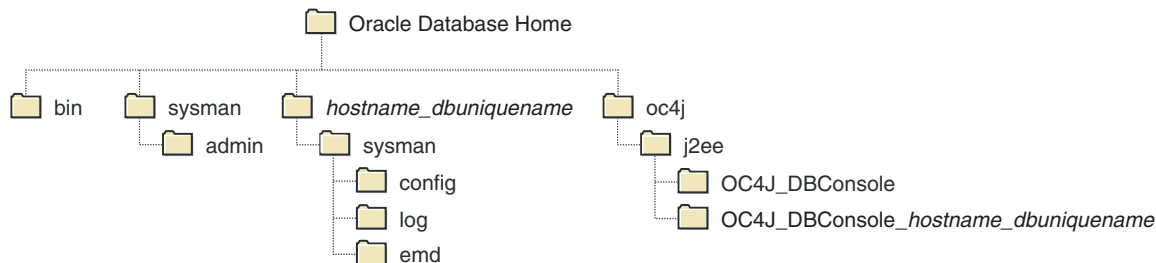 Oracle Database Home
bin
sysman
hostname_dbuniquename
oc4j
admin
sysman
j2ee
config
OC4J_DBConsole
log
OC4J_DBConsole_hostname_dbuniquename
emd